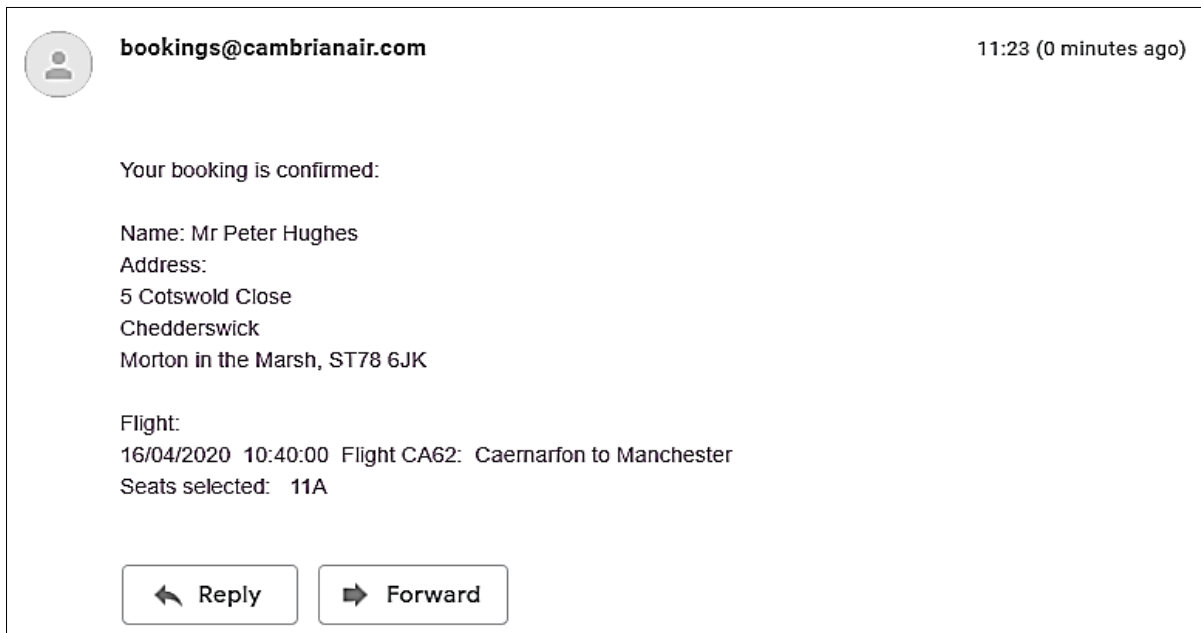 bookings@cambrianair.com 11:23 (0 minutes ago)
Your booking is confirmed:
Name: Mr Peter Hughes
Address:
5 Cotswold Close
Chedderswick
Morton in the Marsh, ST78 6JK
Flight:
16/04/2020 10:40:00 Flight CA62: Caernarfon to Manchester
Seats selected: 11A
Reply Forward